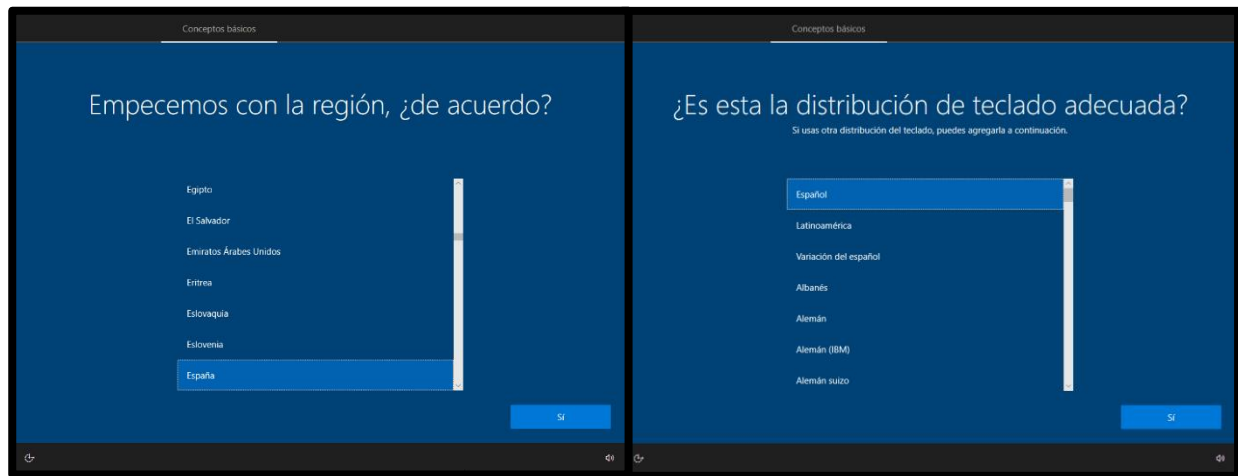 Conceptos básicos
Empecemos con la región, ¿de acuerdo?
Egipto
El Salvador
Emiratos Árabes Unidos
Eritrea
Eslovaquia
Eslovenia
España
Sí
Conceptos básicos
¿Es esta la distribución de teclado adecuada?
Si usas otra distribución del teclado, puedes agregarla a continuación.
Español
Latinoamérica
Variación del español
Albanés
Alemán
Alemán (IBM)
Alemán suizo
Sí